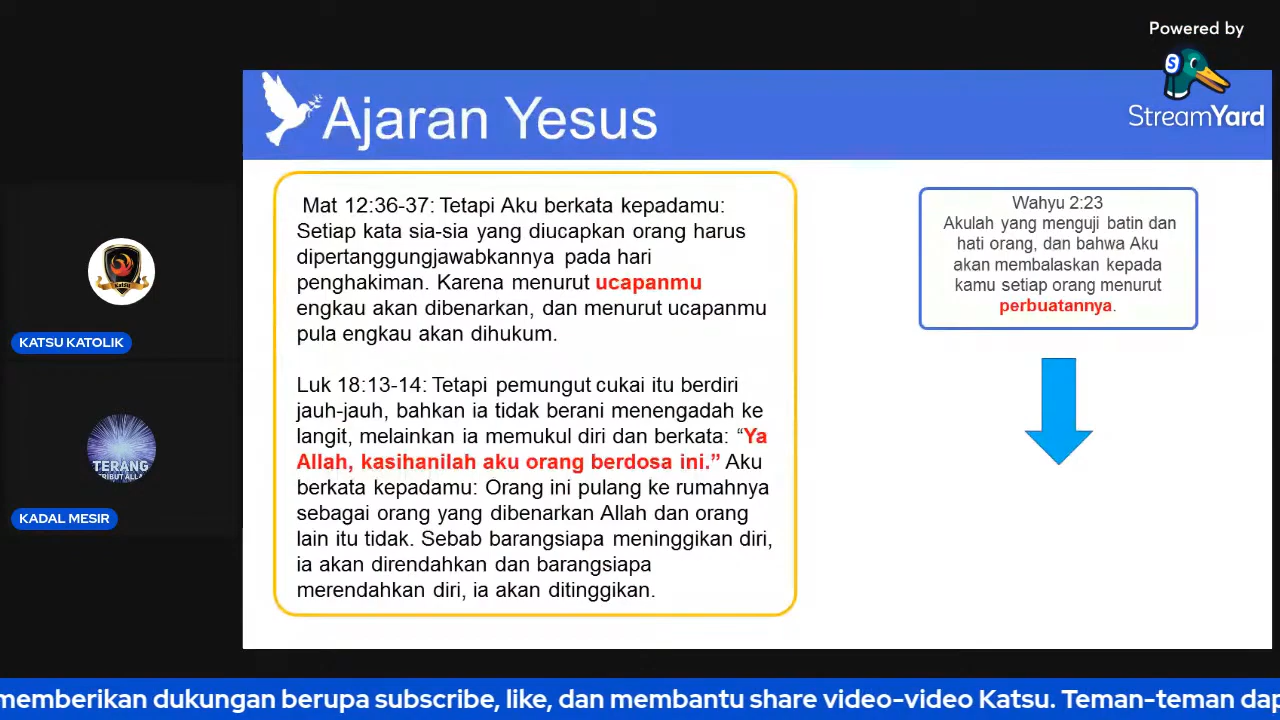 Powered by
StreamYard
Ajaran Yesus
Mat 12:36-37: Tetapi Aku berkata kepadamu:
Setiap kata sia-sia yang diucapkan orang harus
dipertanggungjawabkannya pada hari
penghakiman. Karena menurut ucapanmu
engkau akan dibenarkan, dan menurut ucapanmu
pula engkau akan dihukum.
Luk 18:13-14: Tetapi pemungut cukai itu berdiri
jauh-jauh, bahkan ia tidak berani menengadah ke
langit, melainkan ia memukul diri dan berkata: “Ya
Allah, kasihanilah aku orang berdosa ini.” Aku
berkata kepadamu: Orang ini pulang ke rumahnya
sebagai orang yang dibenarkan Allah dan orang
lain itu tidak. Sebab barangsiapa meninggikan diri,
ia akan direndahkan dan barangsiapa
merendahkan diri, ia akan ditinggikan.
Wahyu 2:23
Akulah yang menguji batin dan
hati orang, dan bahwa Aku
akan membalaskan kepada
kamu setiap orang menurut
perbuatannya.
KATSU KATOLIK
TERANG
KADAL MESIR
memberikan dukungan berupa subscribe, like, dan membantu share video-video Katsu. Teman-teman dap